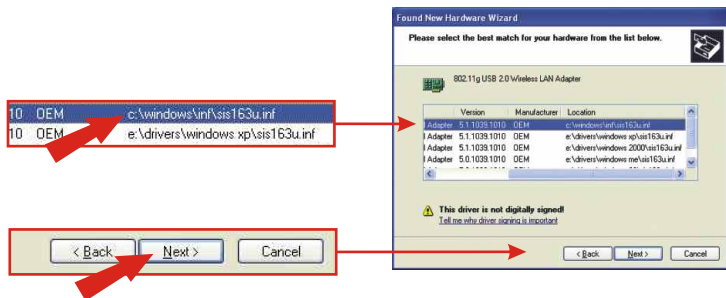 10 OEM c:\windows\inf\sis163u.inf
10 OEM e:\drivers\windows xp\sis163u.inf
< Back Next > Cancel
Found New Hardware Wizard
Please select the best match for your hardware from the list below.
802.11g USB 2.0 Wireless LAN Adapter
Version Manufacturer Location
l Adapter 5.1.1039.1010 OEM c:\windows\inf\sis163u.inf
l Adapter 5.1.1039.1010 OEM e:\drivers\windows xp\sis163u.inf
l Adapter 5.1.1039.1010 OEM e:\drivers\windows 2000\sis163u.inf
l Adapter 5.0.1039.1010 OEM e:\drivers\windows me\sis163u.inf
This driver is not digitally signed!
Tell me why driver signing is important
< Back Next > Cancel